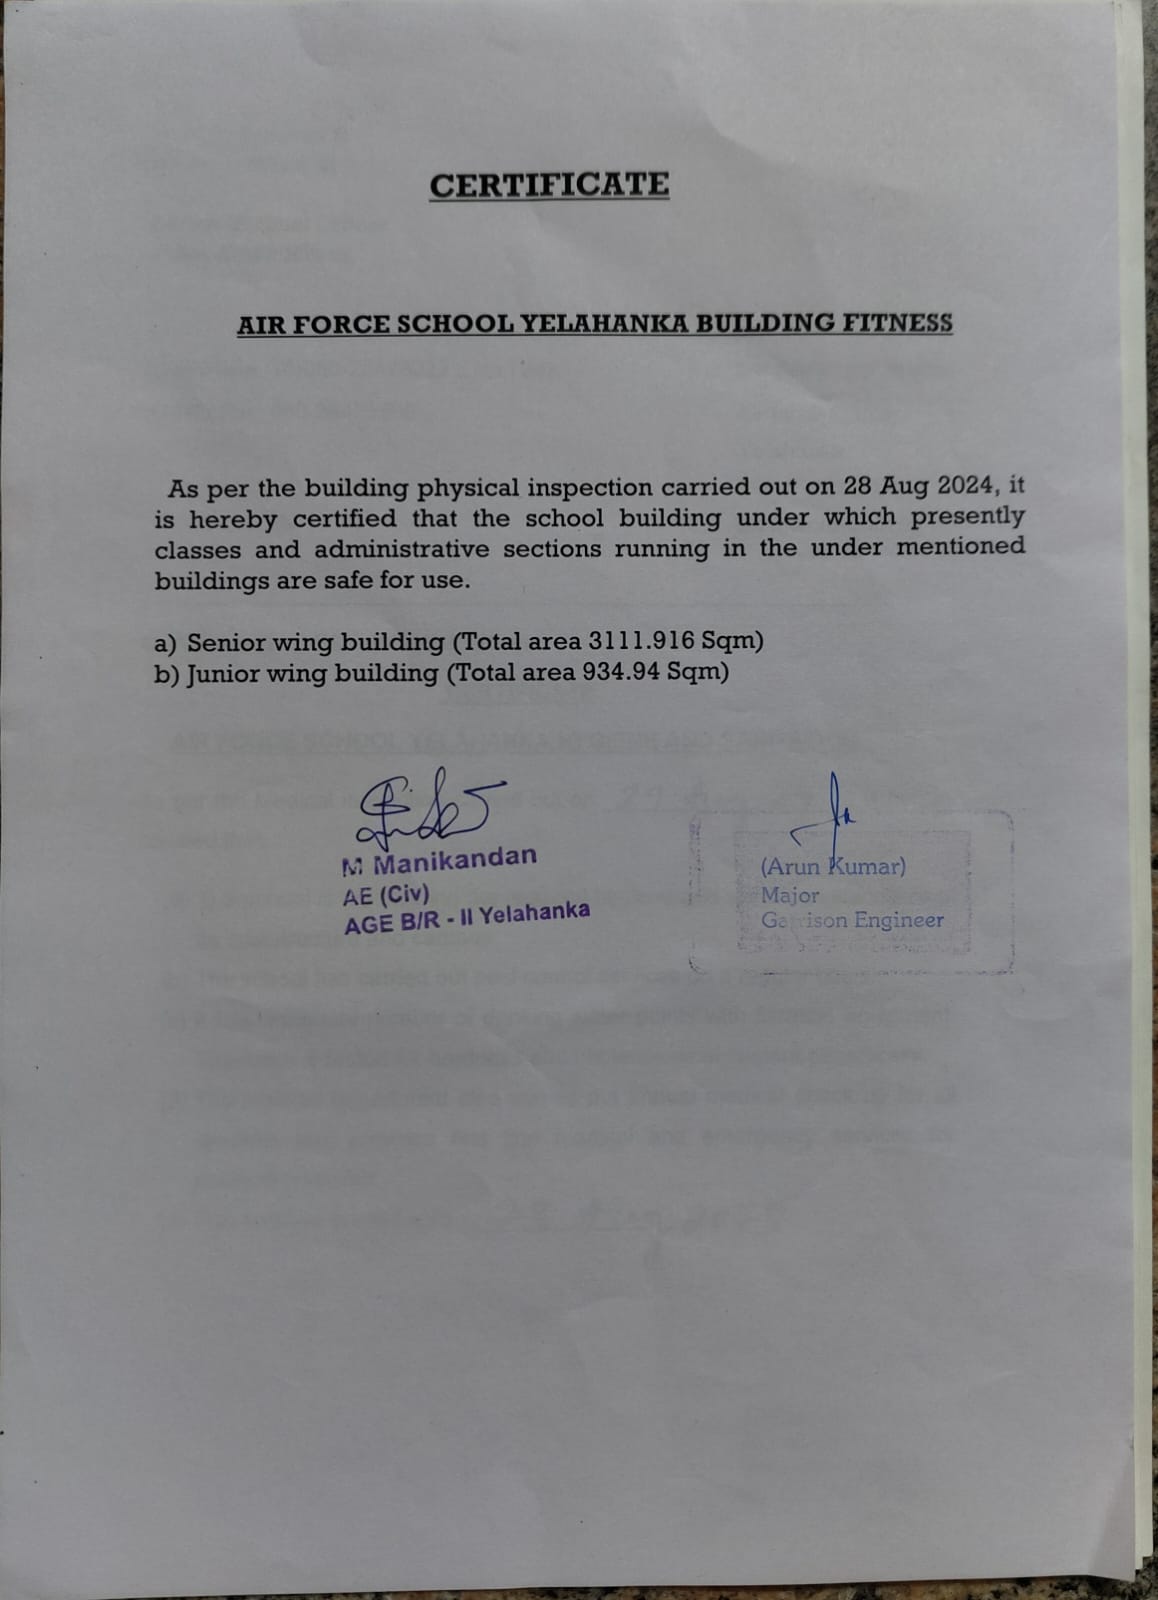 CERTIFICATE
AIR FORCE SCHOOL YELAHANKA BUILDING FITNESS
As per the building physical inspection carried out on 28 Aug 2024, it
is hereby certified that the school building under which presently
classes and administrative sections running in the under mentioned
buildings are safe for use.
a) Senior wing building (Total area 3111.916 Sqm)
b) Junior wing building (Total area 934.94 Sqm)
M Manikandan
AE (Civ)
AGE B/R - II Yelahanka
(Arun Kumar)
Major
Garrison Engineer